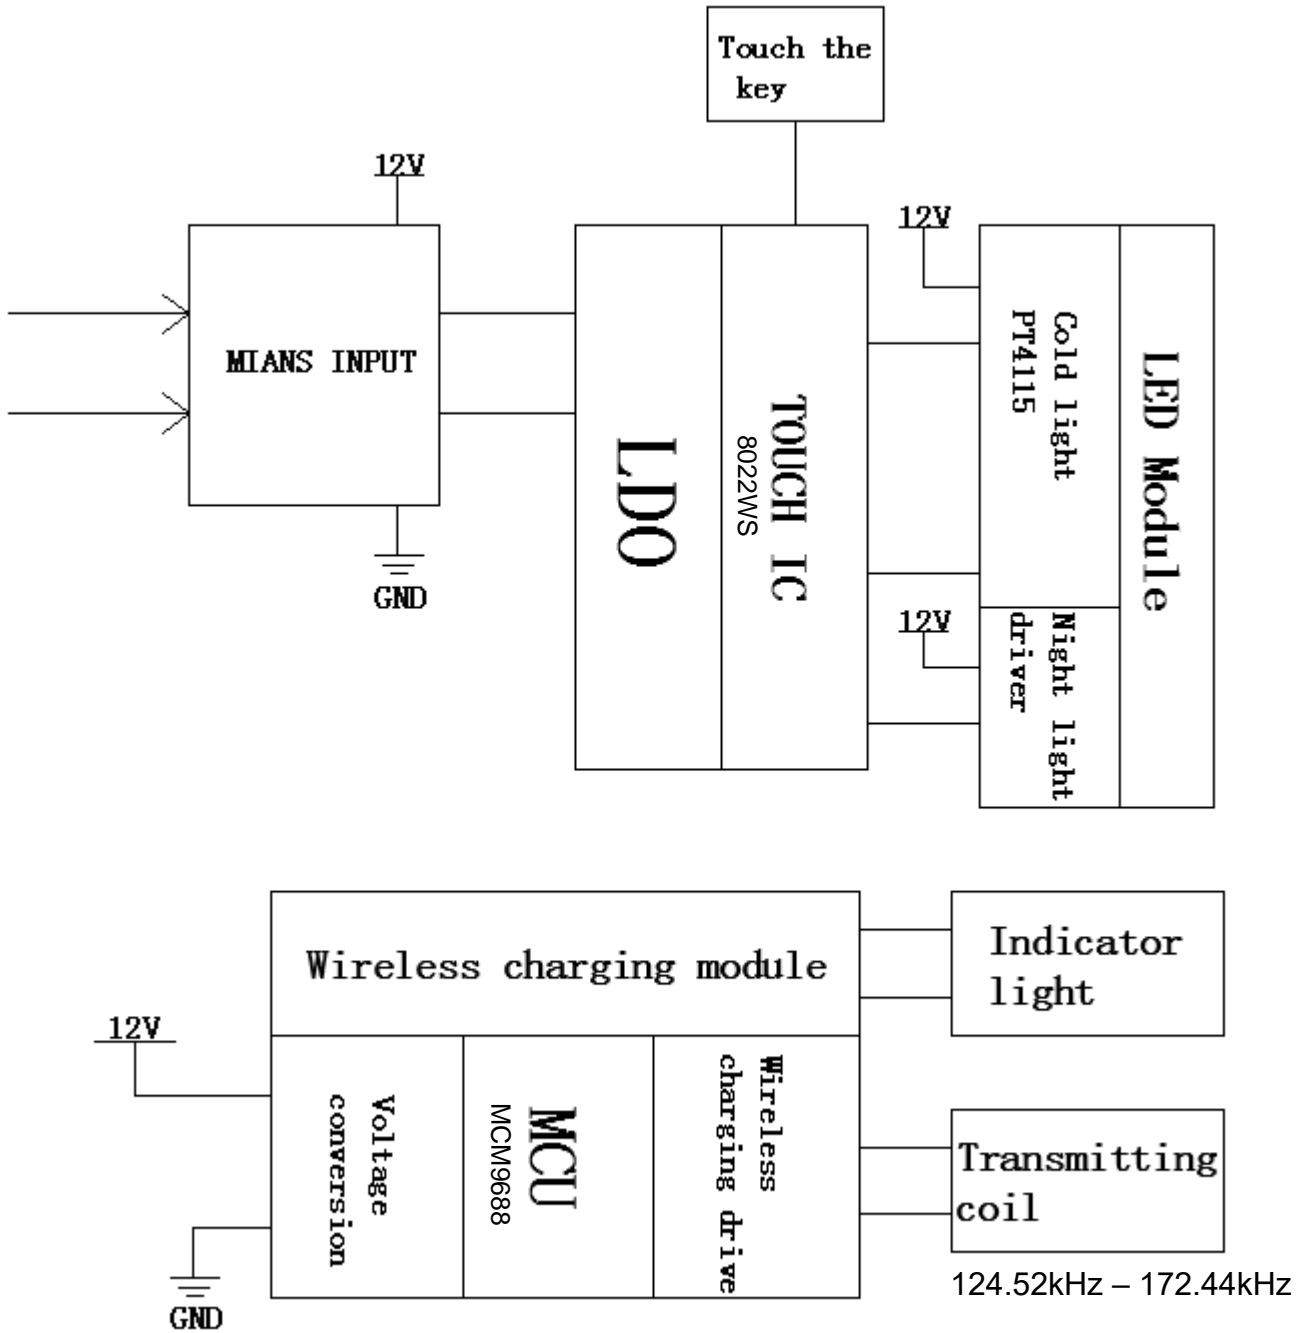 Touch the
key
12V
MIANS INPUT
GND
LDO
TOUCH IC
8022WS
12V
Cold light
PT4115
12V
Night light
driver
LED Module
Wireless charging module
12V
GND
Voltage
conversion
MCU
MCM9688
Wireless
charging drive
Indicator
light
Transmitting
coil
124.52kHz – 172.44kHz